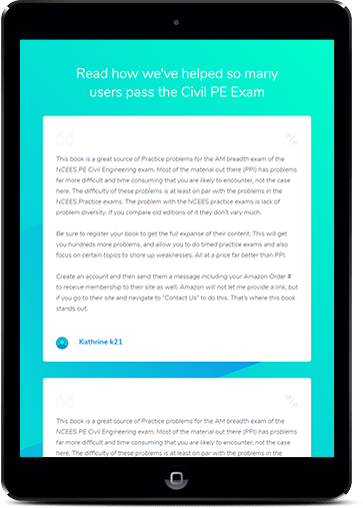 Read how we've helped so many
users pass the Civil PE Exam
This book is a great source of Practice problems for the AM breadth exam of the
NCEES PE Civil Engineering exam. Most of the material out there (PPI) has problems
far more difficult and time consuming that you are likely to encounter, not the case
here. The difficulty of these problems is at least on par with the problems in the
NCEES Practice exams. The problem with the NCEES practice exams is lack of
problem diversity; if you compare old editions of it they don't vary much.
Be sure to register your book to get the full expanse of their content. This will get
you hundreds more problems, and allow you to do timed practice exams and also
focus on certain topics to shore up weaknesses. All at a price far better than PPI.
Create an account and then send them a message including your Amazon Order #
to receive membership to their site as well. Amazon will not let me provide a link, but
if you go to their site and navigate to "Contact Us" to do this. That's where this book
stands out.
Kathrine k21
This book is a great source of Practice problems for the AM breadth exam of the
NCEES PE Civil Engineering exam. Most of the material out there (PPI) has problems
far more difficult and time consuming that you are likely to encounter, not the case
here. The difficulty of these problems is at least on par with the problems in the